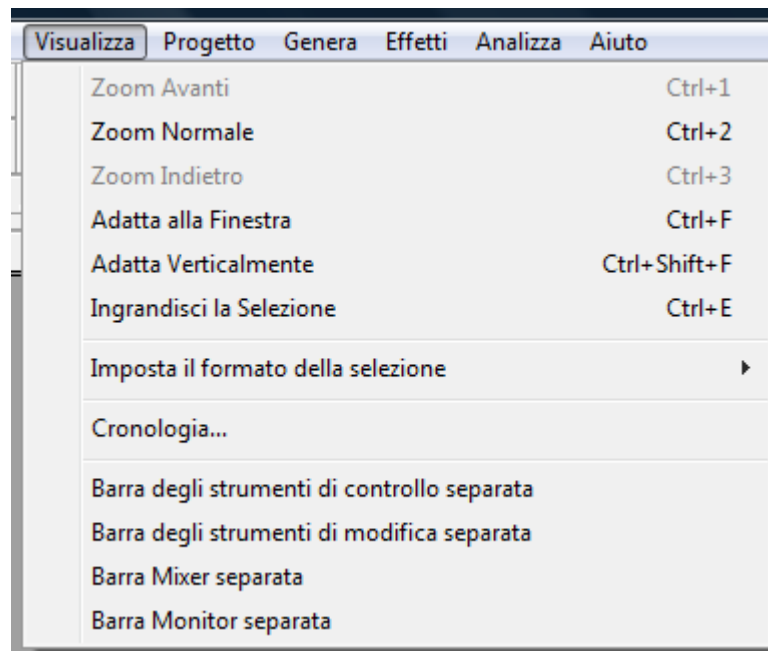 Visualizza Progetto Genera Effetti Analizza Aiuto
Zoom Avanti Ctrl+1
Zoom Normale Ctrl+2
Zoom Indietro Ctrl+3
Adatta alla Finestra Ctrl+F
Adatta Verticalmente Ctrl+Shift+F
Ingrandisci la Selezione Ctrl+E
Imposta il formato della selezione
Cronologia...
Barra degli strumenti di controllo separata
Barra degli strumenti di modifica separata
Barra Mixer separata
Barra Monitor separata